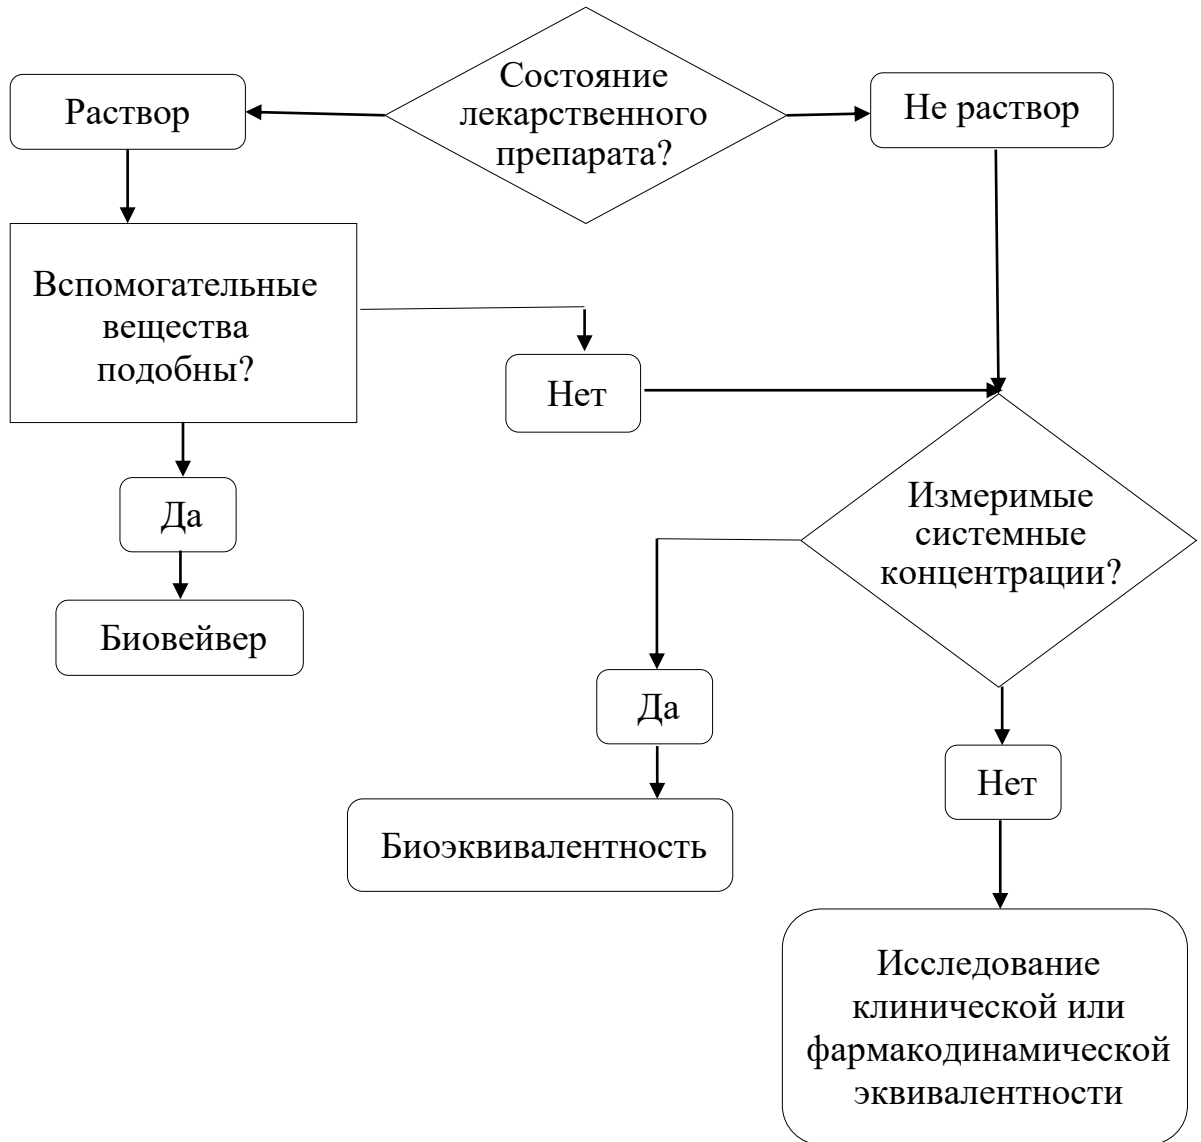 Состояние
лекарственного
препарата?
Раствор
Не раствор
Вспомогательные
вещества
подобны?
Нет
Да
Биовейвер
Измеримые
системные
концентрации?
Да
Биоэквивалентность
Нет
Исследование
клинической или
фармакодинамической
эквивалентности